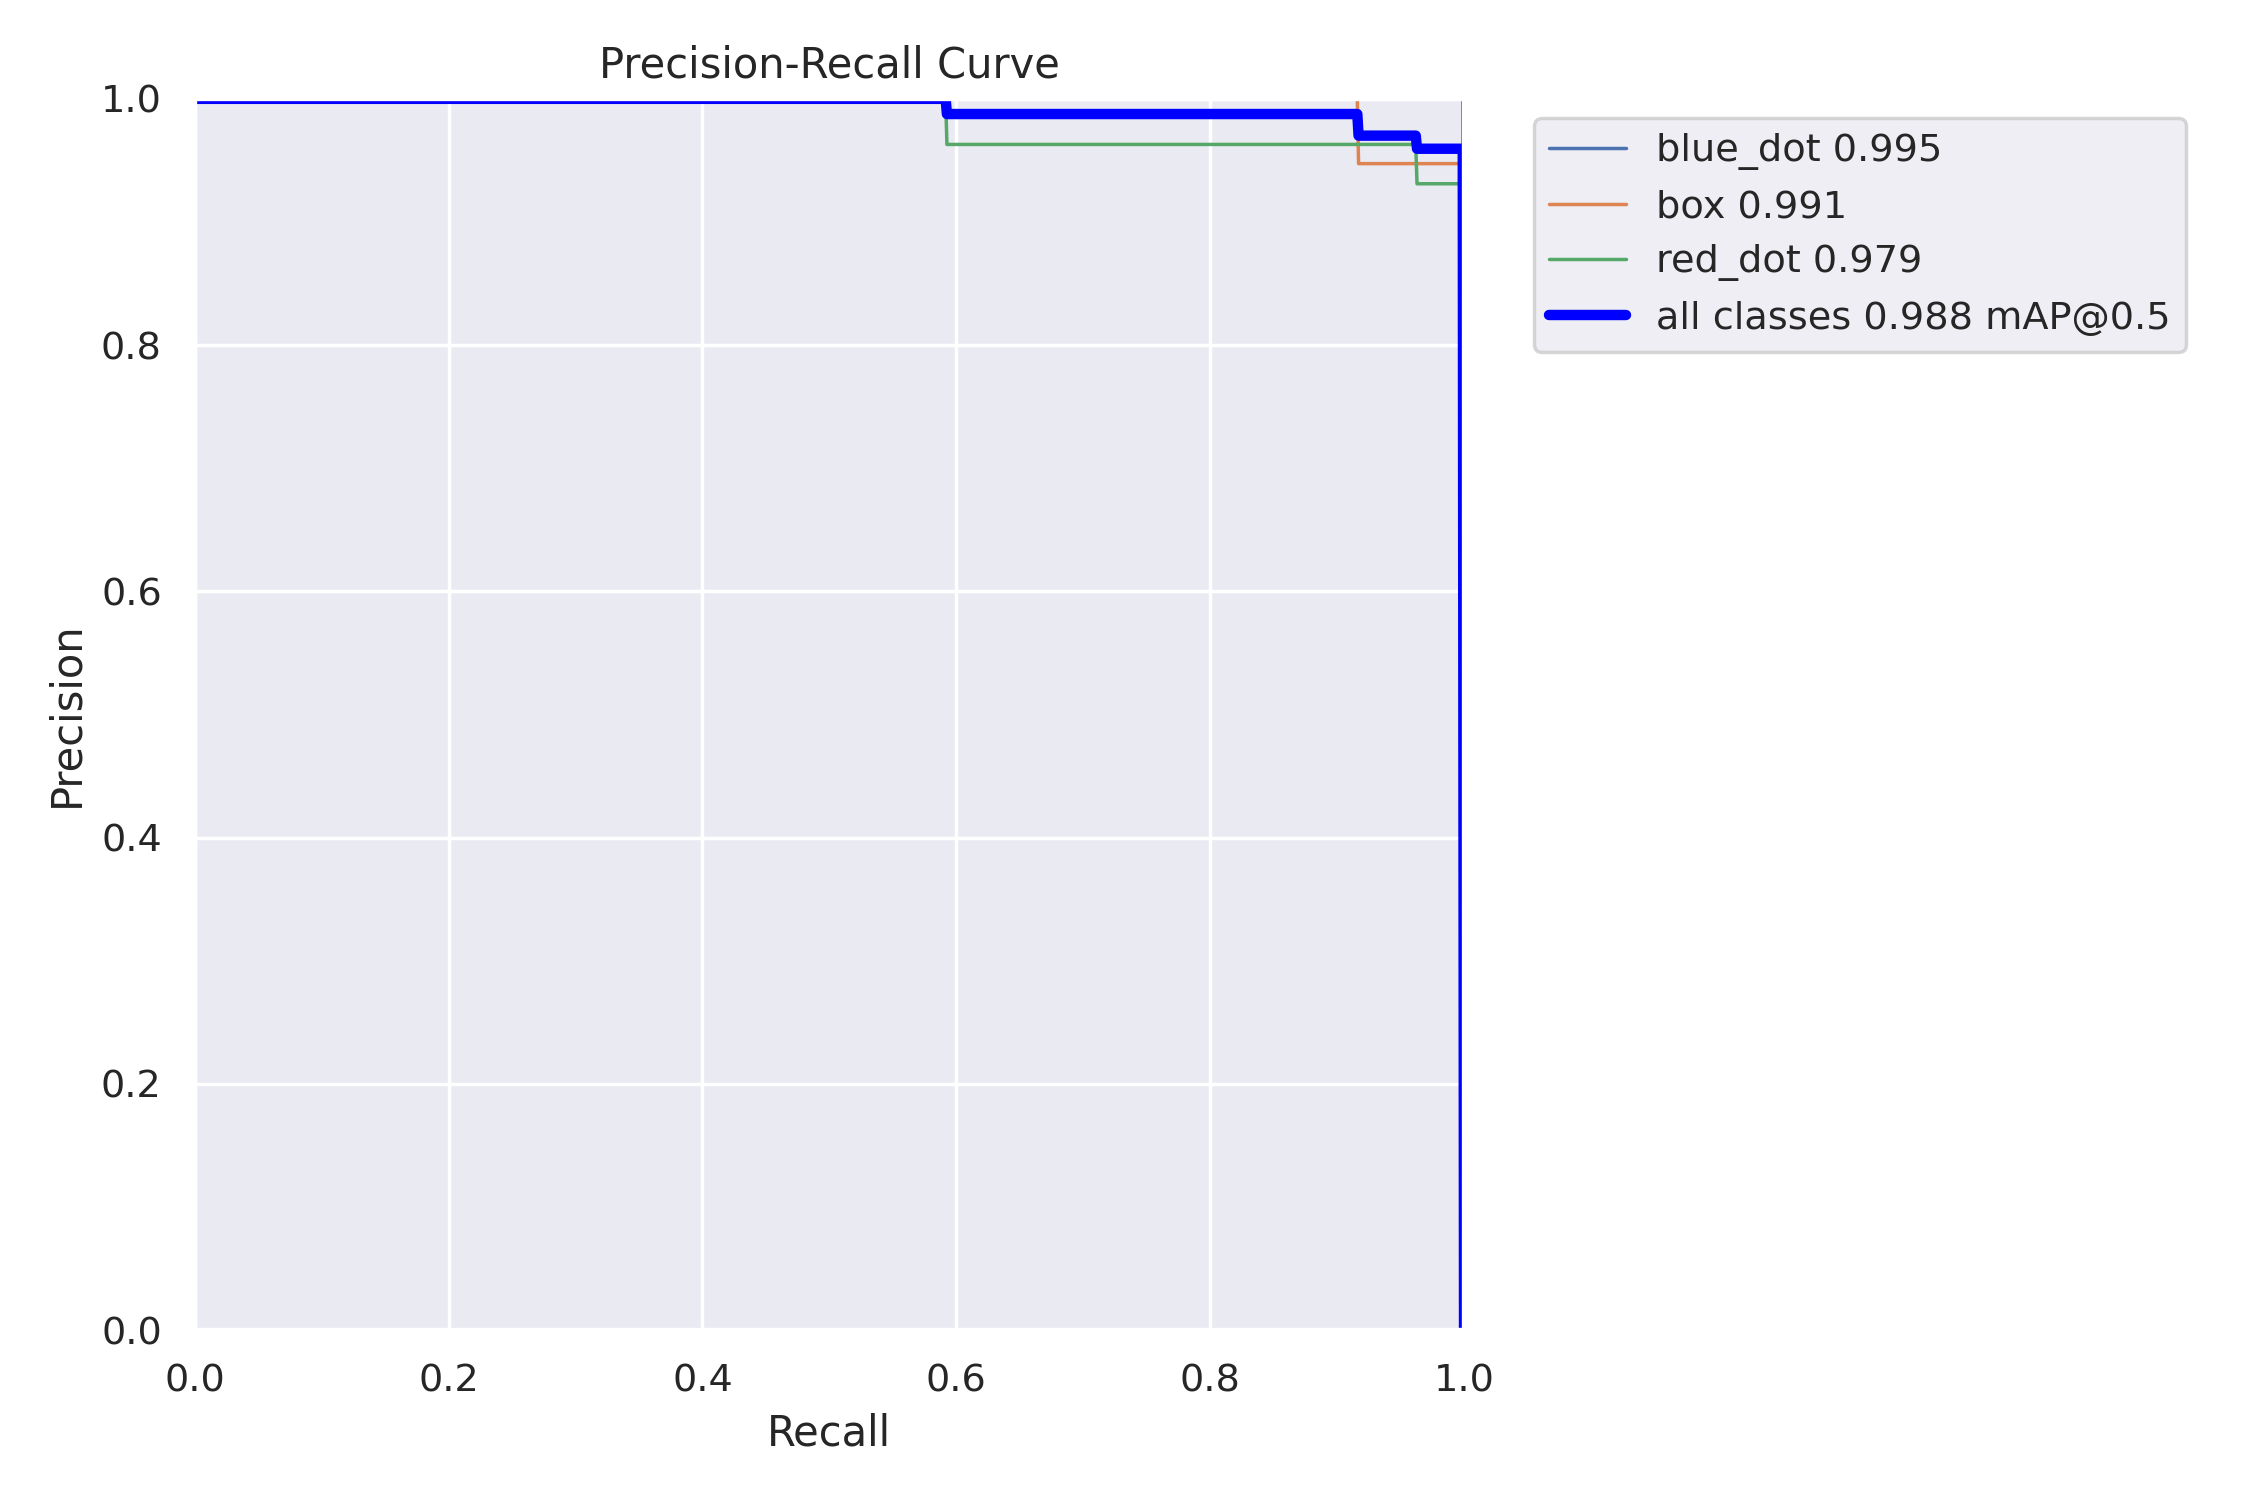 Precision-Recall Curve
1.0
0.8
0.6
0.4
0.2
0.0
Precision
0.0 0.2 0.4 0.6 0.8 1.0
Recall
blue_dot 0.995
box 0.991
red_dot 0.979
all classes 0.988 mAP@0.5